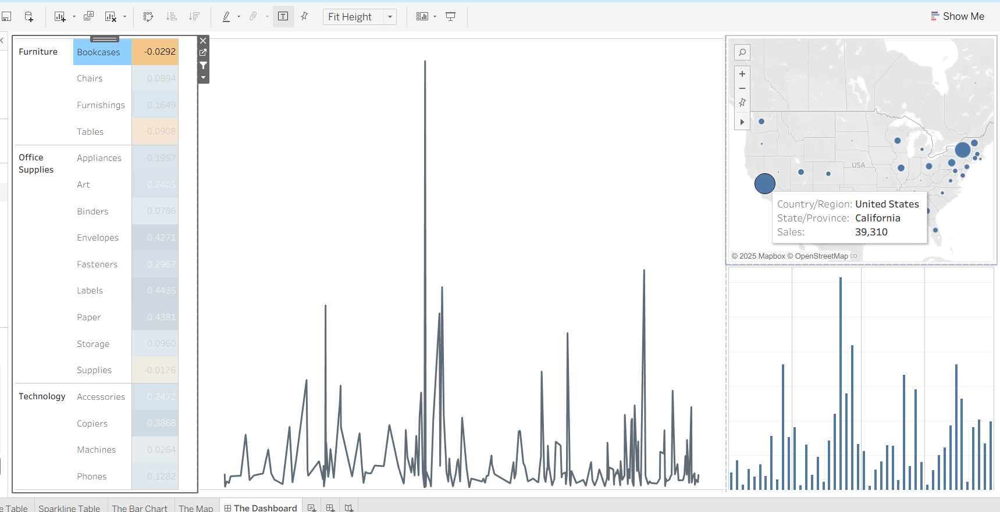 Fit Height
Show Me
Furniture Bookcases -0.0292
Chairs 0.0894
Furnishings 0.1649
Tables -0.0908
Office Supplies Appliances 0.1957
Art 0.2405
Binders 0.0786
Envelopes 0.4271
Fasteners 0.2967
Labels 0.4435
Paper 0.4381
Storage 0.0960
Supplies -0.0176
Technology Accessories 0.2472
Copiers 0.3868
Machines 0.0264
Phones 0.1282
USA
Country/Region: United States
State/Province: California
Sales: 39,310
© 2025 Mapbox © OpenStreetMap co
e Table
Sparkline Table
The Bar Chart
The Map
The Dashboard